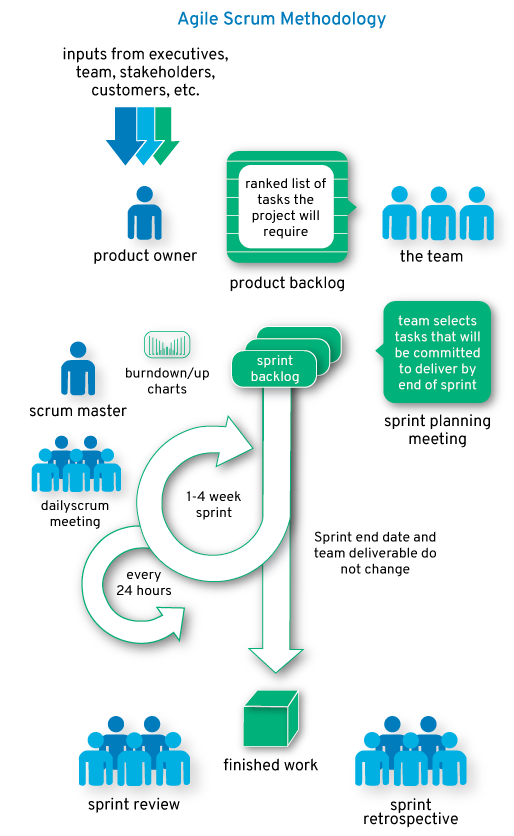 Agile Scrum Methodology
inputs from executives,
team, stakeholders,
customers, etc.
product owner
ranked list of
tasks the
project will
require
product backlog
the team
team selects
tasks that will
be committed
to deliver by
end of sprint
sprint planning
meeting
sprint
backlog
burndown/up
charts
scrum master
dailyscrum
meeting
1-4 week
sprint
every
24 hours
Sprint end date and
team deliverable do
not change
finished work
sprint review
sprint
retrospective